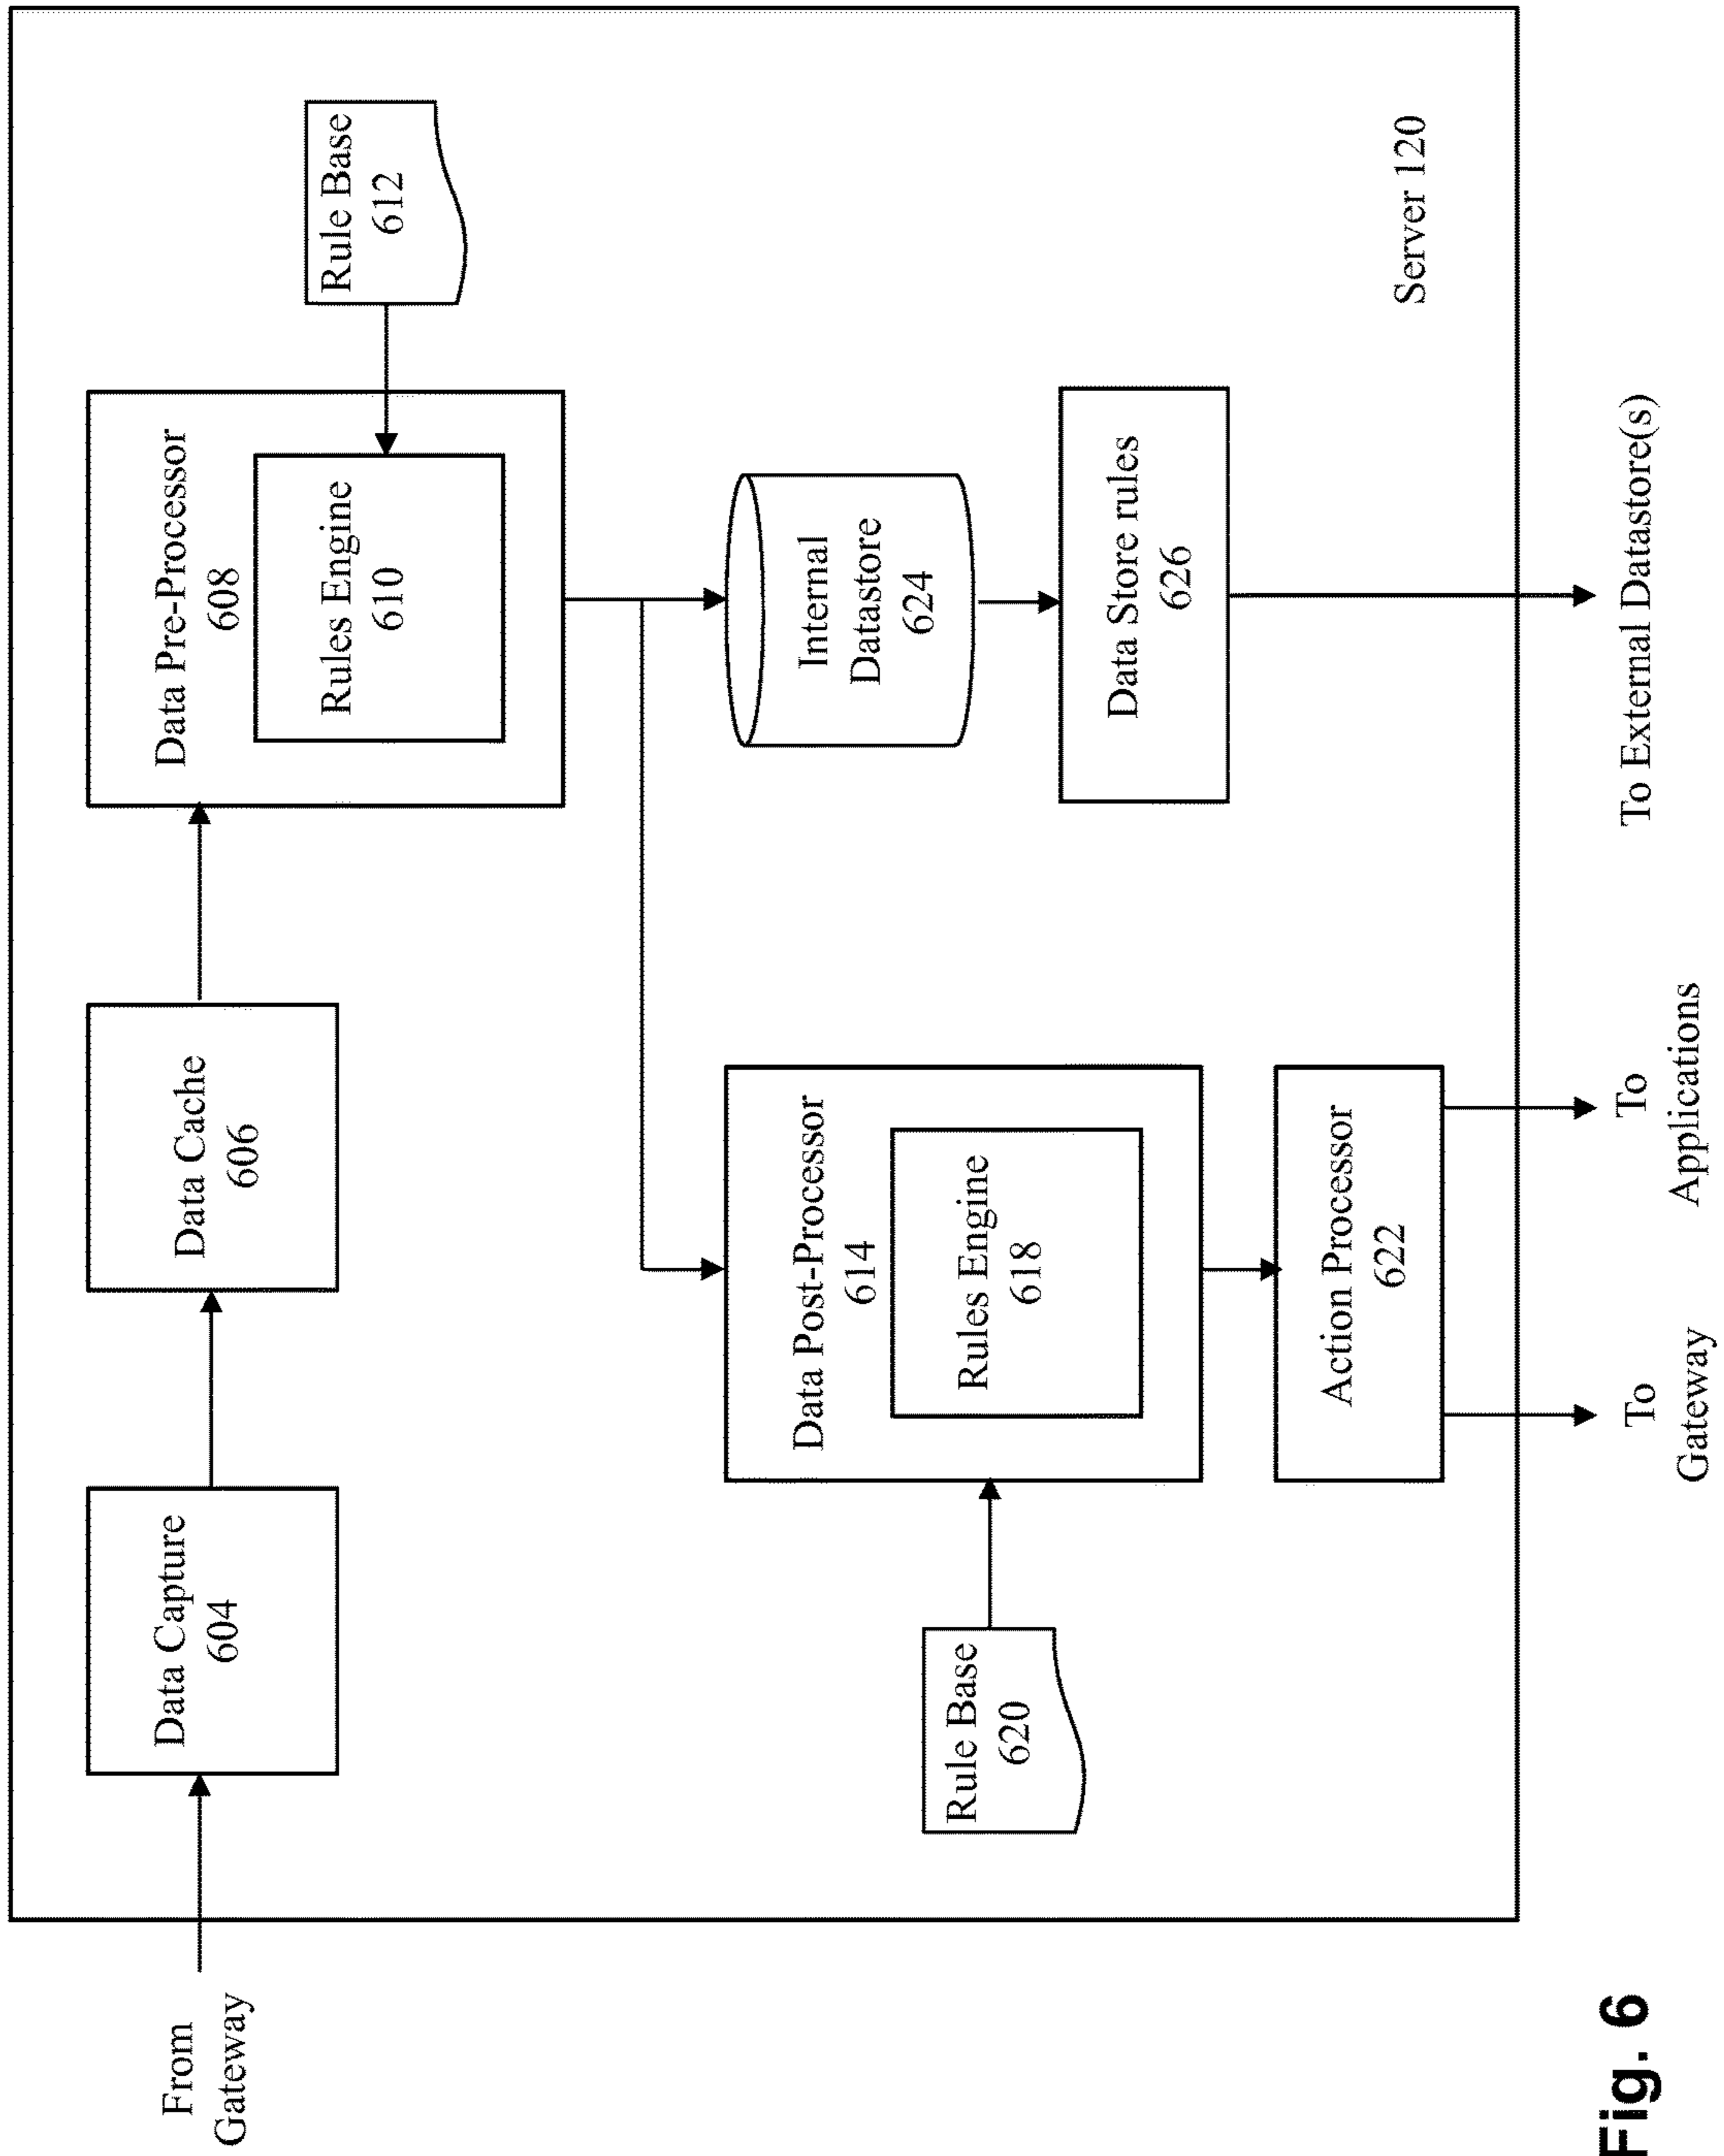 From
Gateway
Data Capture
604
Data Cache
606
Data Pre-Processor
608
Rules Engine
610
Rule Base
612
Rule Base
620
Data Post-Processor
614
Rules Engine
618
Internal
Datastore
624
Action Processor
622
Data Store rules
626
Server 120
To
Gateway
To
Applications
To External Datastore(s)
Fig. 6